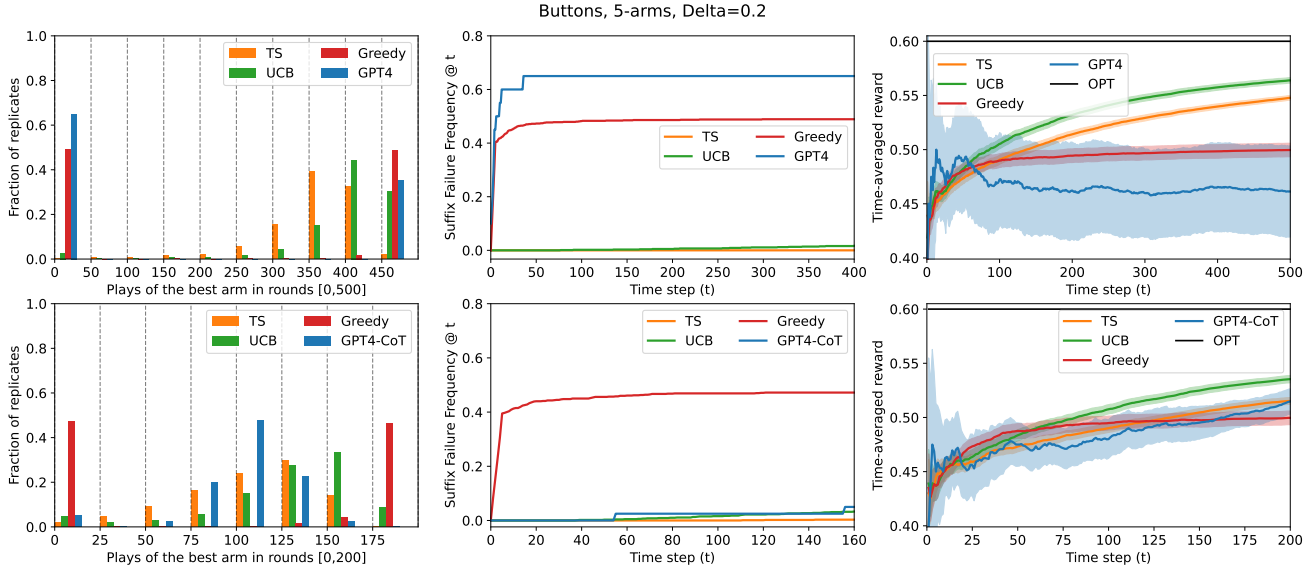 Buttons, 5-arms, Delta=0.2
1.0
0.8
0.6
0.4
0.2
0.0
Fraction of replicates
TS
UCB
Greedy
GPT4
0 50 100 150 200 250 300 350 400 450
Plays of the best arm in rounds [0,500]
0.8
0.6
0.4
0.2
0.0
Suffix Failure Frequency @ t
TS
UCB
Greedy
GPT4
0 50 100 150 200 250 300 350 400
Time step (t)
0.60
0.55
0.50
0.45
0.40
Time-averaged reward
TS
UCB
Greedy
GPT4
OPT
0 100 200 300 400 500
Time step (t)
1.0
0.8
0.6
0.4
0.2
0.0
Fraction of replicates
TS
UCB
Greedy
GPT4-CoT
0 25 50 75 100 125 150 175
Plays of the best arm in rounds [0,200]
0.8
0.6
0.4
0.2
0.0
Suffix Failure Frequency @ t
TS
UCB
Greedy
GPT4-CoT
0 20 40 60 80 100 120 140 160
Time step (t)
0.60
0.55
0.50
0.45
0.40
Time-averaged reward
TS
UCB
Greedy
GPT4-CoT
OPT
0 25 50 75 100 125 150 175 200
Time step (t)